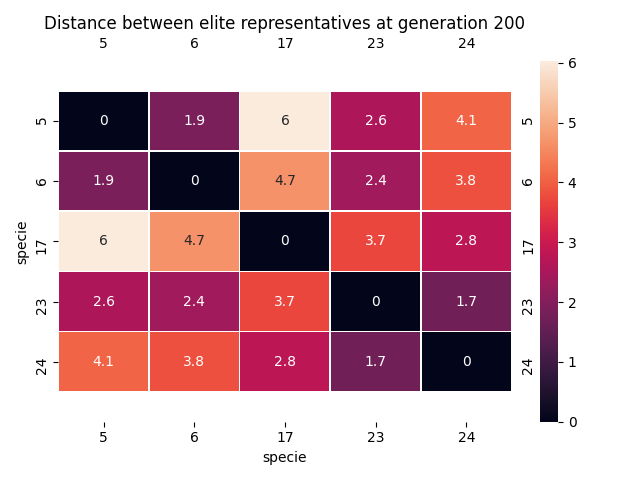 Distance between elite representatives at generation 200
5 6 17 23 24
5 0 1.9 6 2.6 4.1 5
6 1.9 0 4.7 2.4 3.8 6
17 6 4.7 0 3.7 2.8 17
23 2.6 2.4 3.7 0 1.7 23
24 4.1 3.8 2.8 1.7 0 24
5 6 17 23 24
specie
specie
6
5
4
3
2
1
0